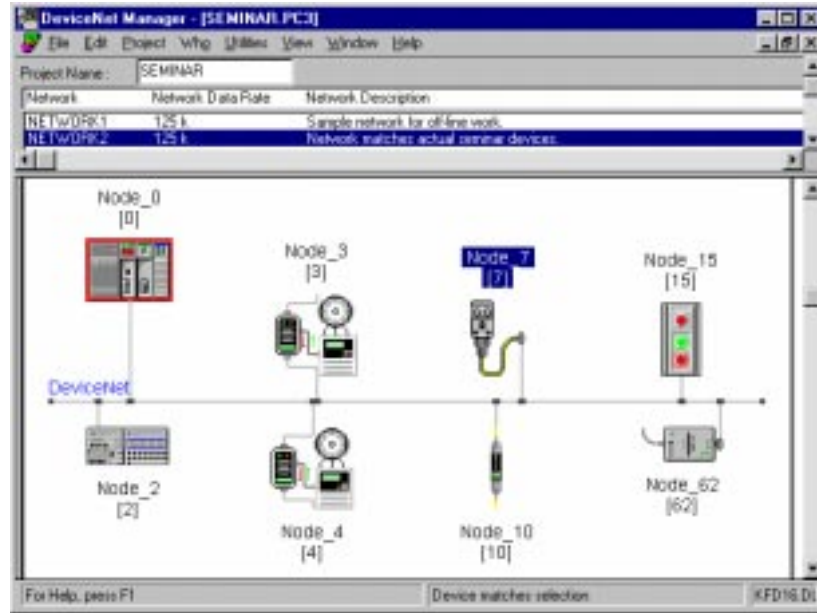 DeviceNet Manager - [SEMINAR.PC3]
File Edit Project Who Utilities View Window Help
Project Name : SEMINAR
Network Network Data Rate Network Description
NETWORK1 125 k Sample network for off-line work.
NETWORK2 125 k Network matches actual seminar devices.
Node_0
[0]
Node_3
[3]
Node_7
[7]
Node_15
[15]
DeviceNet
Node_2
[2]
Node_4
[4]
Node_10
[10]
Node_62
[62]
For Help, press F1 Device matches selection KFD16.DL